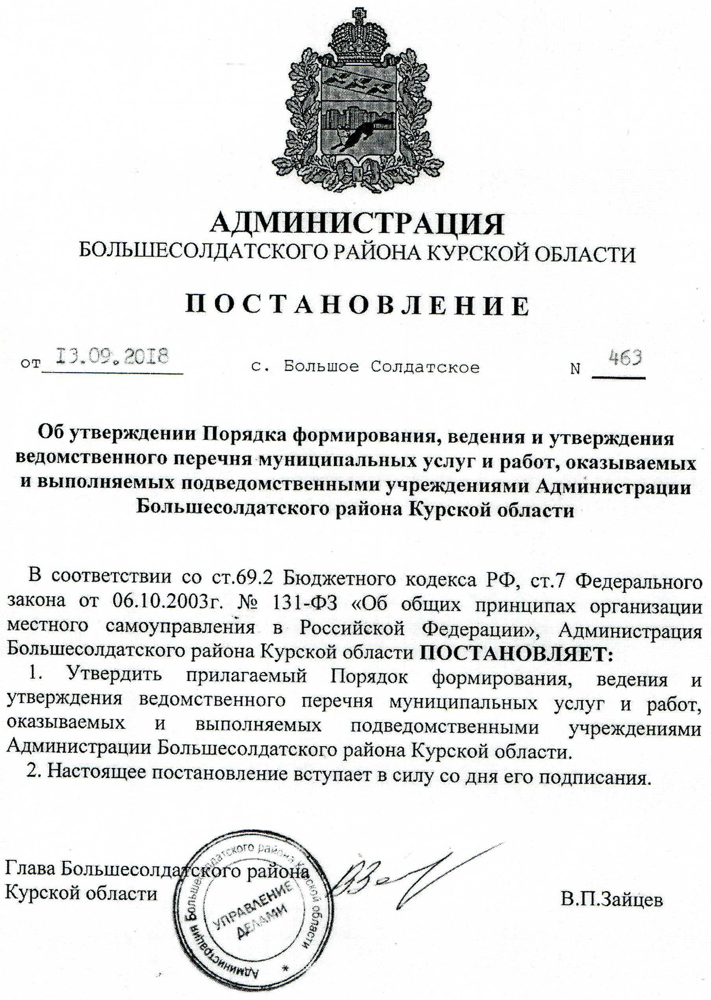 АДМИНИСТРАЦИЯ
БОЛЬШЕСОЛДАТСКОГО РАЙОНА КУРСКОЙ ОБЛАСТИ
ПОСТАНОВЛЕНИЕ
от 13.09.2018 с. Большое Солдатское N 463
Об утверждении Порядка формирования, ведения и утверждения
ведомственного перечня муниципальных услуг и работ, оказываемых
и выполняемых подведомственными учреждениями Администрации
Большесолдатского района Курской области
В соответствии со ст.69.2 Бюджетного кодекса РФ, ст.7 Федерального
закона от 06.10.2003г. № 131-ФЗ «Об общих принципах организации
местного самоуправления в Российской Федерации», Администрация
Большесолдатского района Курской области ПОСТАНОВЛЯЕТ:
1. Утвердить прилагаемый Порядок формирования, ведения и
утверждения ведомственного перечня муниципальных услуг и работ,
оказываемых и выполняемых подведомственными учреждениями
Администрации Большесолдатского района Курской области.
2. Настоящее постановление вступает в силу со дня его подписания.
Глава Большесолдатского района
Курской области В.П.Зайцев
Администрация Большесолдатского района Курской области *
УПРАВЛЕНИЕ
ДЕЛАМИ